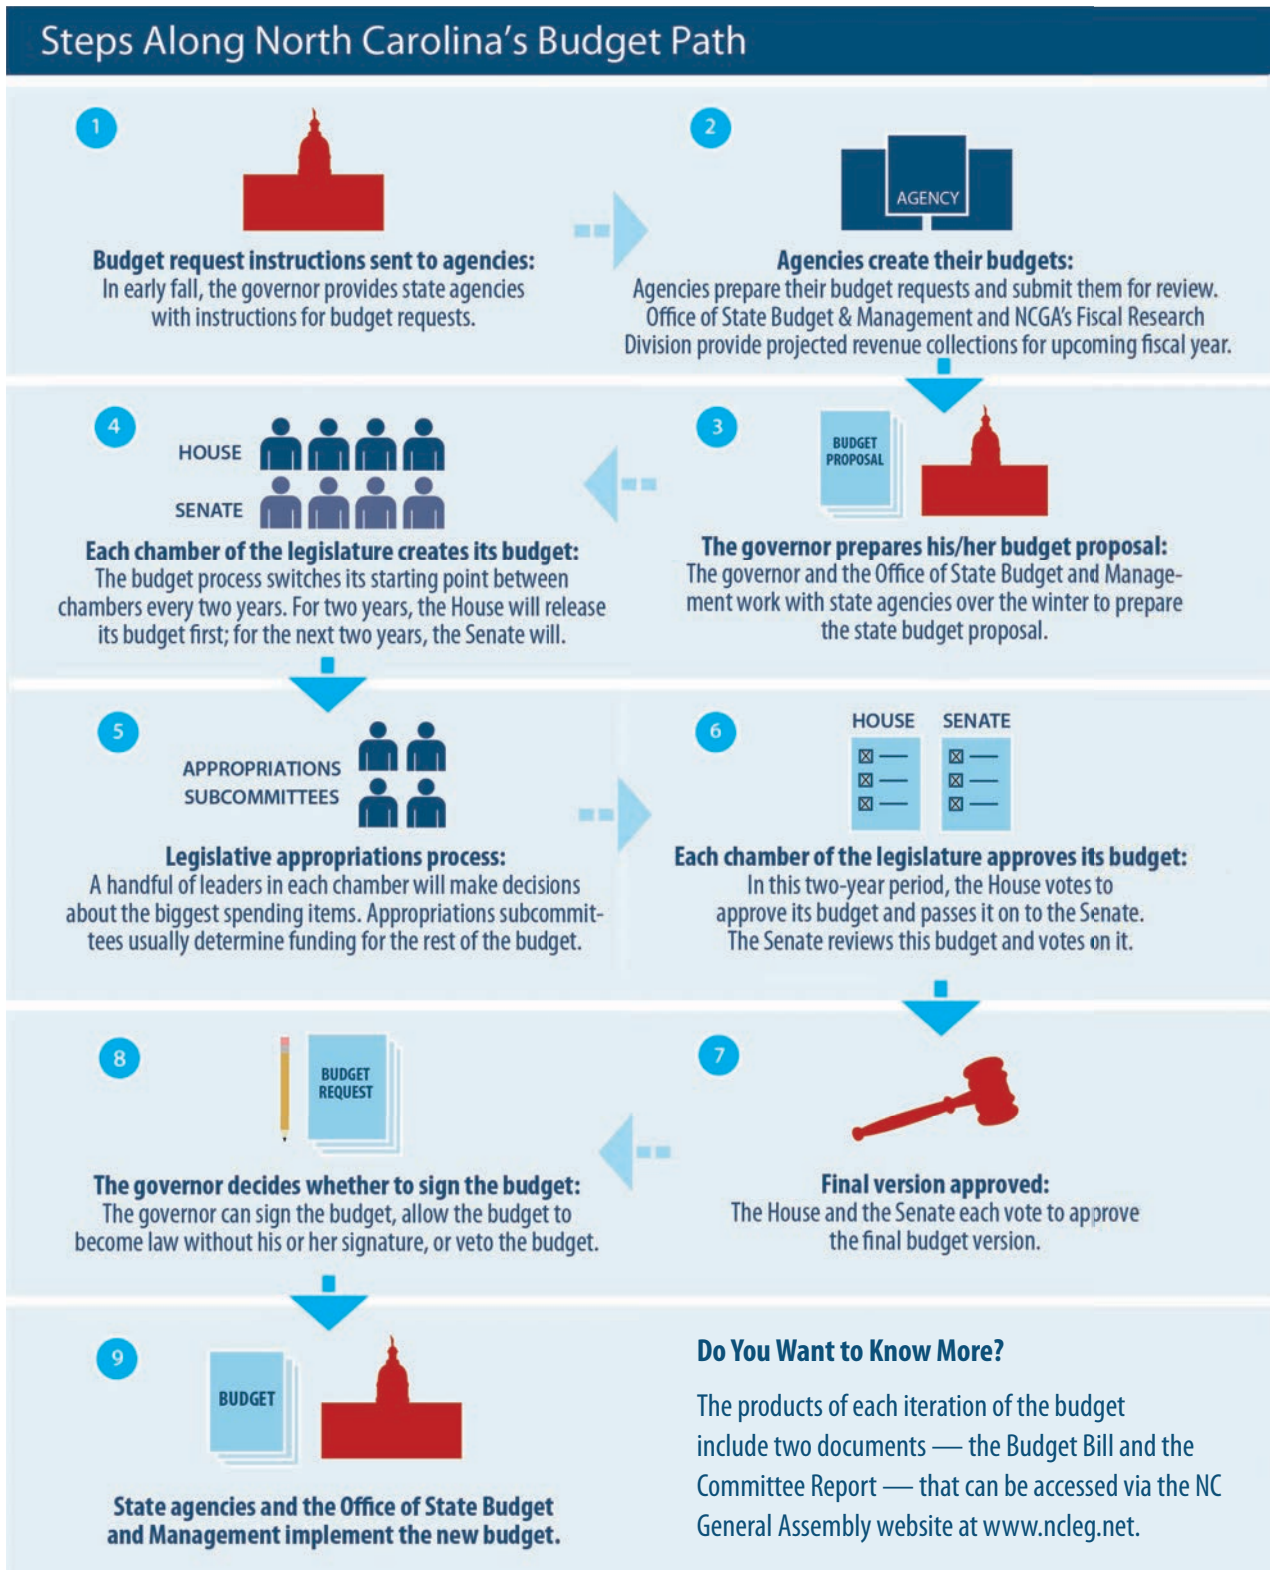 Steps Along North Carolina's Budget Path
1
Budget request instructions sent to agencies:
In early fall, the governor provides state agencies
with instructions for budget requests.
2
AGENCY
Agencies create their budgets:
Agencies prepare their budget requests and submit them for review.
Office of State Budget & Management and NCGA's Fiscal Research
Division provide projected revenue collections for upcoming fiscal year.
3
BUDGET
PROPOSAL
The governor prepares his/her budget proposal:
The governor and the Office of State Budget and Manage-
ment work with state agencies over the winter to prepare
the state budget proposal.
4
HOUSE
SENATE
Each chamber of the legislature creates its budget:
The budget process switches its starting point between
chambers every two years. For two years, the House will release
its budget first; for the next two years, the Senate will.
5
APPROPRIATIONS
SUBCOMMITTEES
Legislative appropriations process:
A handful of leaders in each chamber will make decisions
about the biggest spending items. Appropriations subcommit-
tees usually determine funding for the rest of the budget.
6
HOUSE SENATE
Each chamber of the legislature approves its budget:
In this two-year period, the House votes to
approve its budget and passes it on to the Senate.
The Senate reviews this budget and votes on it.
7
Final version approved:
The House and the Senate each vote to approve
the final budget version.
8
BUDGET
REQUEST
The governor decides whether to sign the budget:
The governor can sign the budget, allow the budget to
become law without his or her signature, or veto the budget.
9
BUDGET
State agencies and the Office of State Budget
and Management implement the new budget.
Do You Want to Know More?
The products of each iteration of the budget
include two documents — the Budget Bill and the
Committee Report — that can be accessed via the NC
General Assembly website at www.ncleg.net.